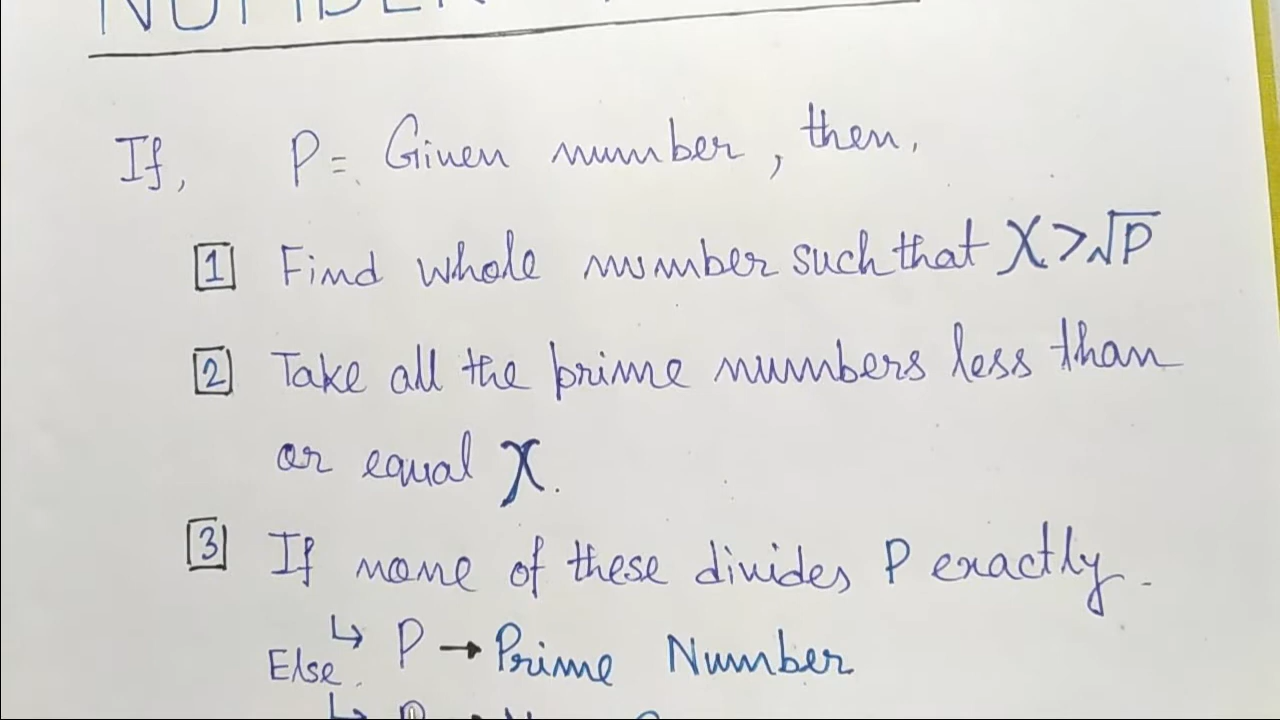 NUMBER
If, P = Given number, then,
1 Find whole number such that X > √P
2 Take all the prime numbers less than
or equal X.
3 If none of these divides P exactly.
↳ P → Prime Number
Else,
↳ P →